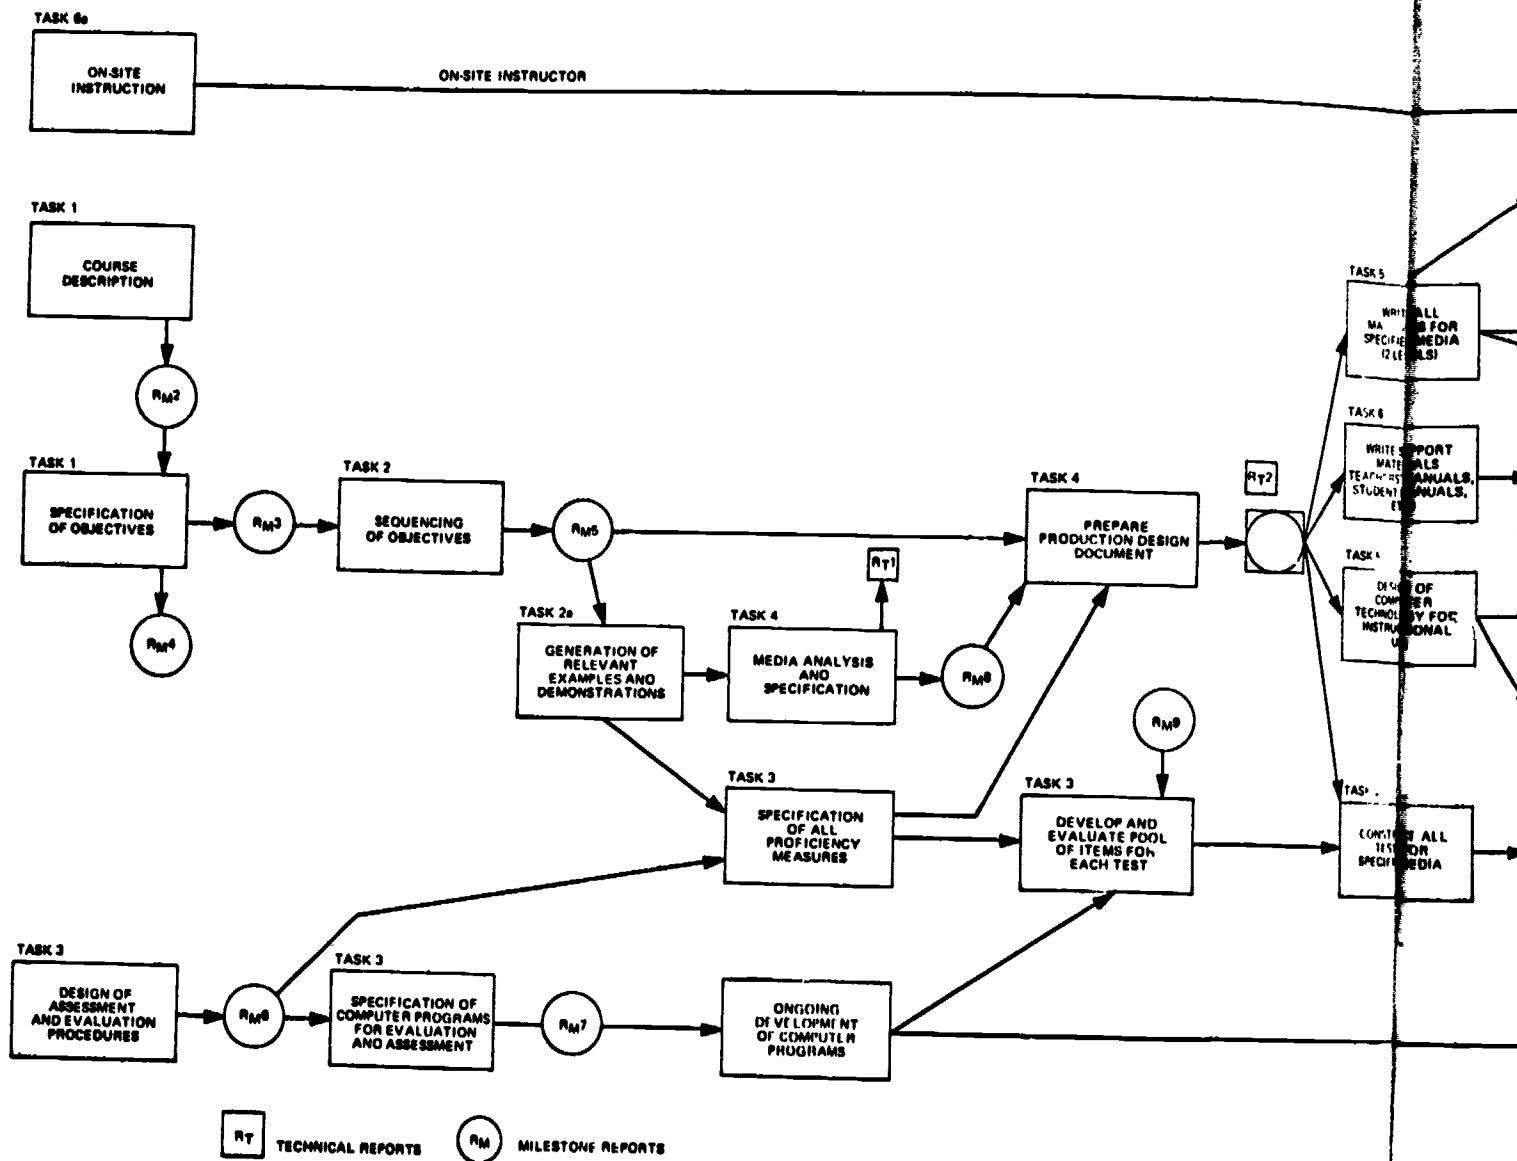 TASK 6a
ON-SITE
INSTRUCTION
ON-SITE INSTRUCTOR
TASK 1
COURSE
DESCRIPTION
RM2
TASK 1
SPECIFICATION
OF OBJECTIVES
RM3
RM4
TASK 2
SEQUENCING
OF OBJECTIVES
RM5
TASK 2a
GENERATION OF
RELEVANT
EXAMPLES AND
DEMONSTRATIONS
TASK 4
MEDIA ANALYSIS
AND
SPECIFICATION
RT1
RM8
TASK 4
PREPARE
PRODUCTION DESIGN
DOCUMENT
RT2
TASK 5
ALL
FOR
MEDIA
TASK 6
WRITE
TEACHERS
STUDENT
TASK
OF
TASK 3
SPECIFICATION
OF ALL
PROFICIENCY
MEASURES
RM9
TASK 3
DEVELOP AND
EVALUATE POOL
OF ITEMS FOR
EACH TEST
TASK
ALL
TASK 3
DESIGN OF
ASSESSMENT
AND EVALUATION
PROCEDURES
RM6
TASK 3
SPECIFICATION OF
COMPUTER PROGRAMS
FOR EVALUATION
AND ASSESSMENT
RM7
ONGOING
DEVELOPMENT
OF COMPUTER
PROGRAMS
RT TECHNICAL REPORTS
RM MILESTONE REPORTS